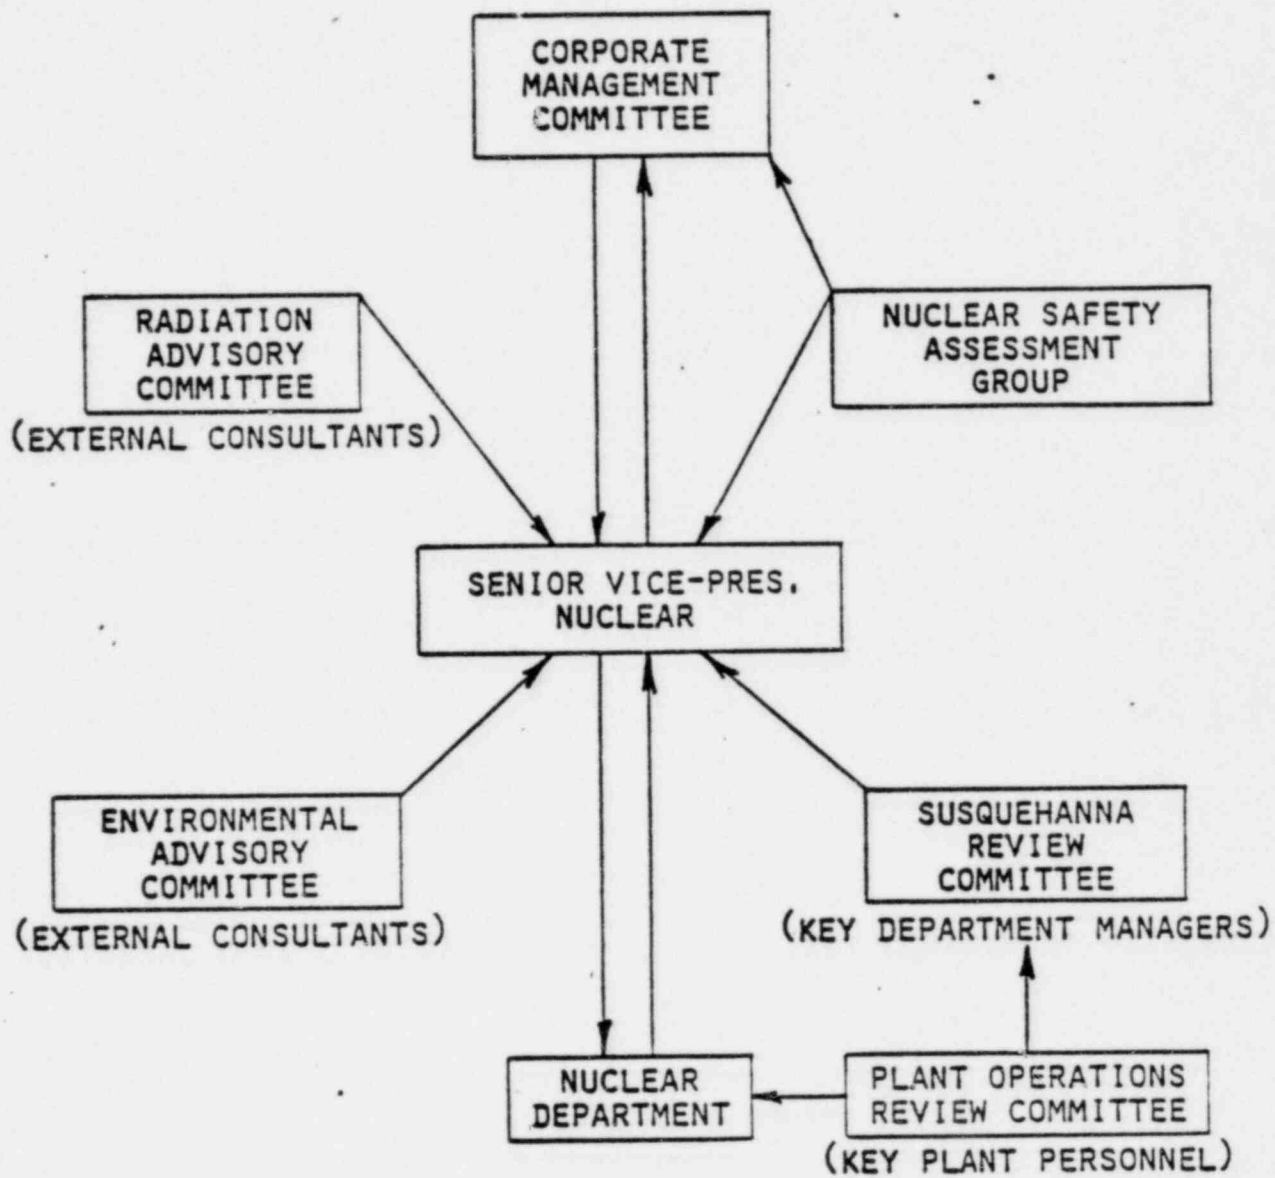 CORPORATE
MANAGEMENT
COMMITTEE
RADIATION
ADVISORY
COMMITTEE
(EXTERNAL CONSULTANTS)
NUCLEAR SAFETY
ASSESSMENT
GROUP
SENIOR VICE-PRES.
NUCLEAR
ENVIRONMENTAL
ADVISORY
COMMITTEE
(EXTERNAL CONSULTANTS)
SUSQUEHANNA
REVIEW
COMMITTEE
(KEY DEPARTMENT MANAGERS)
NUCLEAR
DEPARTMENT
PLANT OPERATIONS
REVIEW COMMITTEE
(KEY PLANT PERSONNEL)